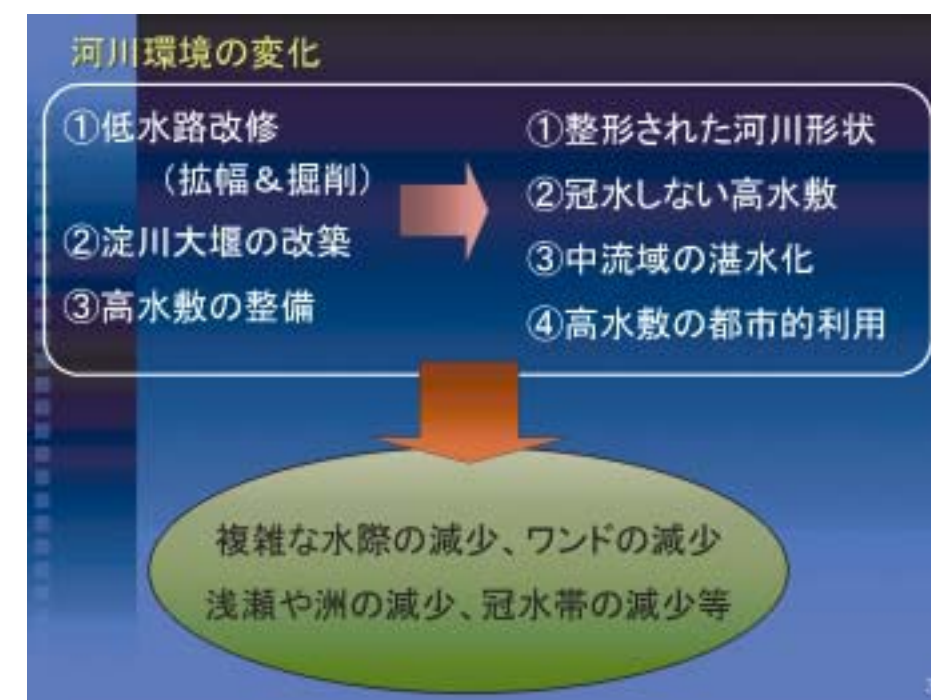 河川環境の変化
①低水路改修
（拡幅＆掘削）
②淀川大堰の改築
③高水敷の整備
①整形された河川形状
②冠水しない高水敷
③中流域の湛水化
④高水敷の都市的利用
複雑な水際の減少、ワンドの減少
浅瀬や洲の減少、冠水帯の減少等